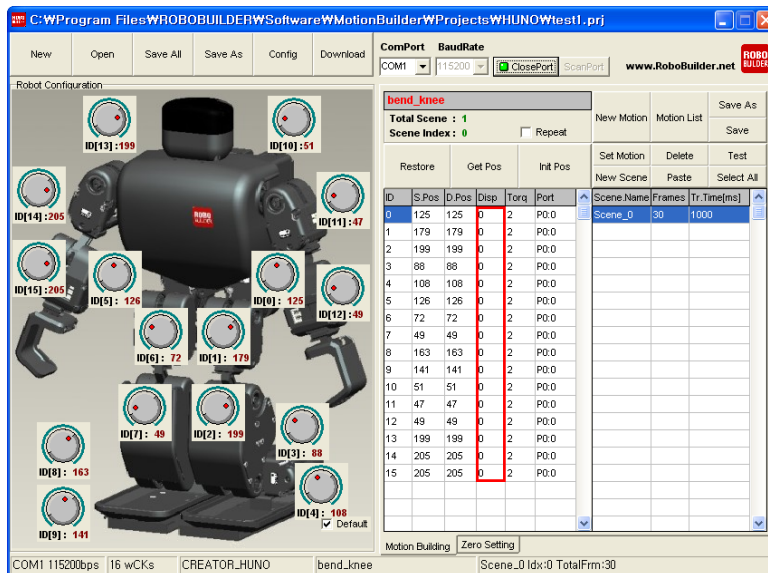 C:₩Program Files₩ROBOBUILDER₩Software₩MotionBuilder₩Projects₩HUNO₩test1.prj
New Open Save All Save As Config Download
ComPort BaudRate
COM1 115200 ClosePort ScanPort www.RoboBuilder.net ROBO BUILDER
Robot Configuration
ID[13]:199
ID[10]:51
ID[14]:205
ID[11]:47
ROBO BUILDER
ID[15]:205
ID[5]: 126
ID[0]: 125
ID[12]:49
ID[6]: 72
ID[1]: 179
ID[7]: 49
ID[2]: 199
ID[3]: 88
ID[8]: 163
ID[4]: 108
Default
ID[9]: 141
bend_knee
Total Scene : 1
Scene Index: 0 Repeat
New Motion Motion List Save As
Save
Restore Get Pos Init Pos
Set Motion Delete Test
New Scene Paste Select All
ID S.Pos D.Pos Disp Torq Port
0 125 125 0 2 P0:0
1 179 179 0 2 P0:0
2 199 199 0 2 P0:0
3 88 88 0 2 P0:0
4 108 108 0 2 P0:0
5 126 126 0 2 P0:0
6 72 72 0 2 P0:0
7 49 49 0 2 P0:0
8 163 163 0 2 P0:0
9 141 141 0 2 P0:0
10 51 51 0 2 P0:0
11 47 47 0 2 P0:0
12 49 49 0 2 P0:0
13 199 199 0 2 P0:0
14 205 205 0 2 P0:0
15 205 205 0 2 P0:0
Scene.Name Frames Tr.Time[ms]
Scene_0 30 1000
Motion Building Zero Setting
COM1 115200bps 16 wCKs CREATOR_HUNO bend_knee Scene_0 Idx:0 TotalFrm:30